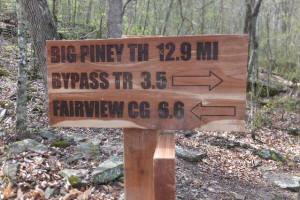 BIG PINEY TH 12.9 MI
BYPASS TR 3.5
FAIRVIEW CG 6.6